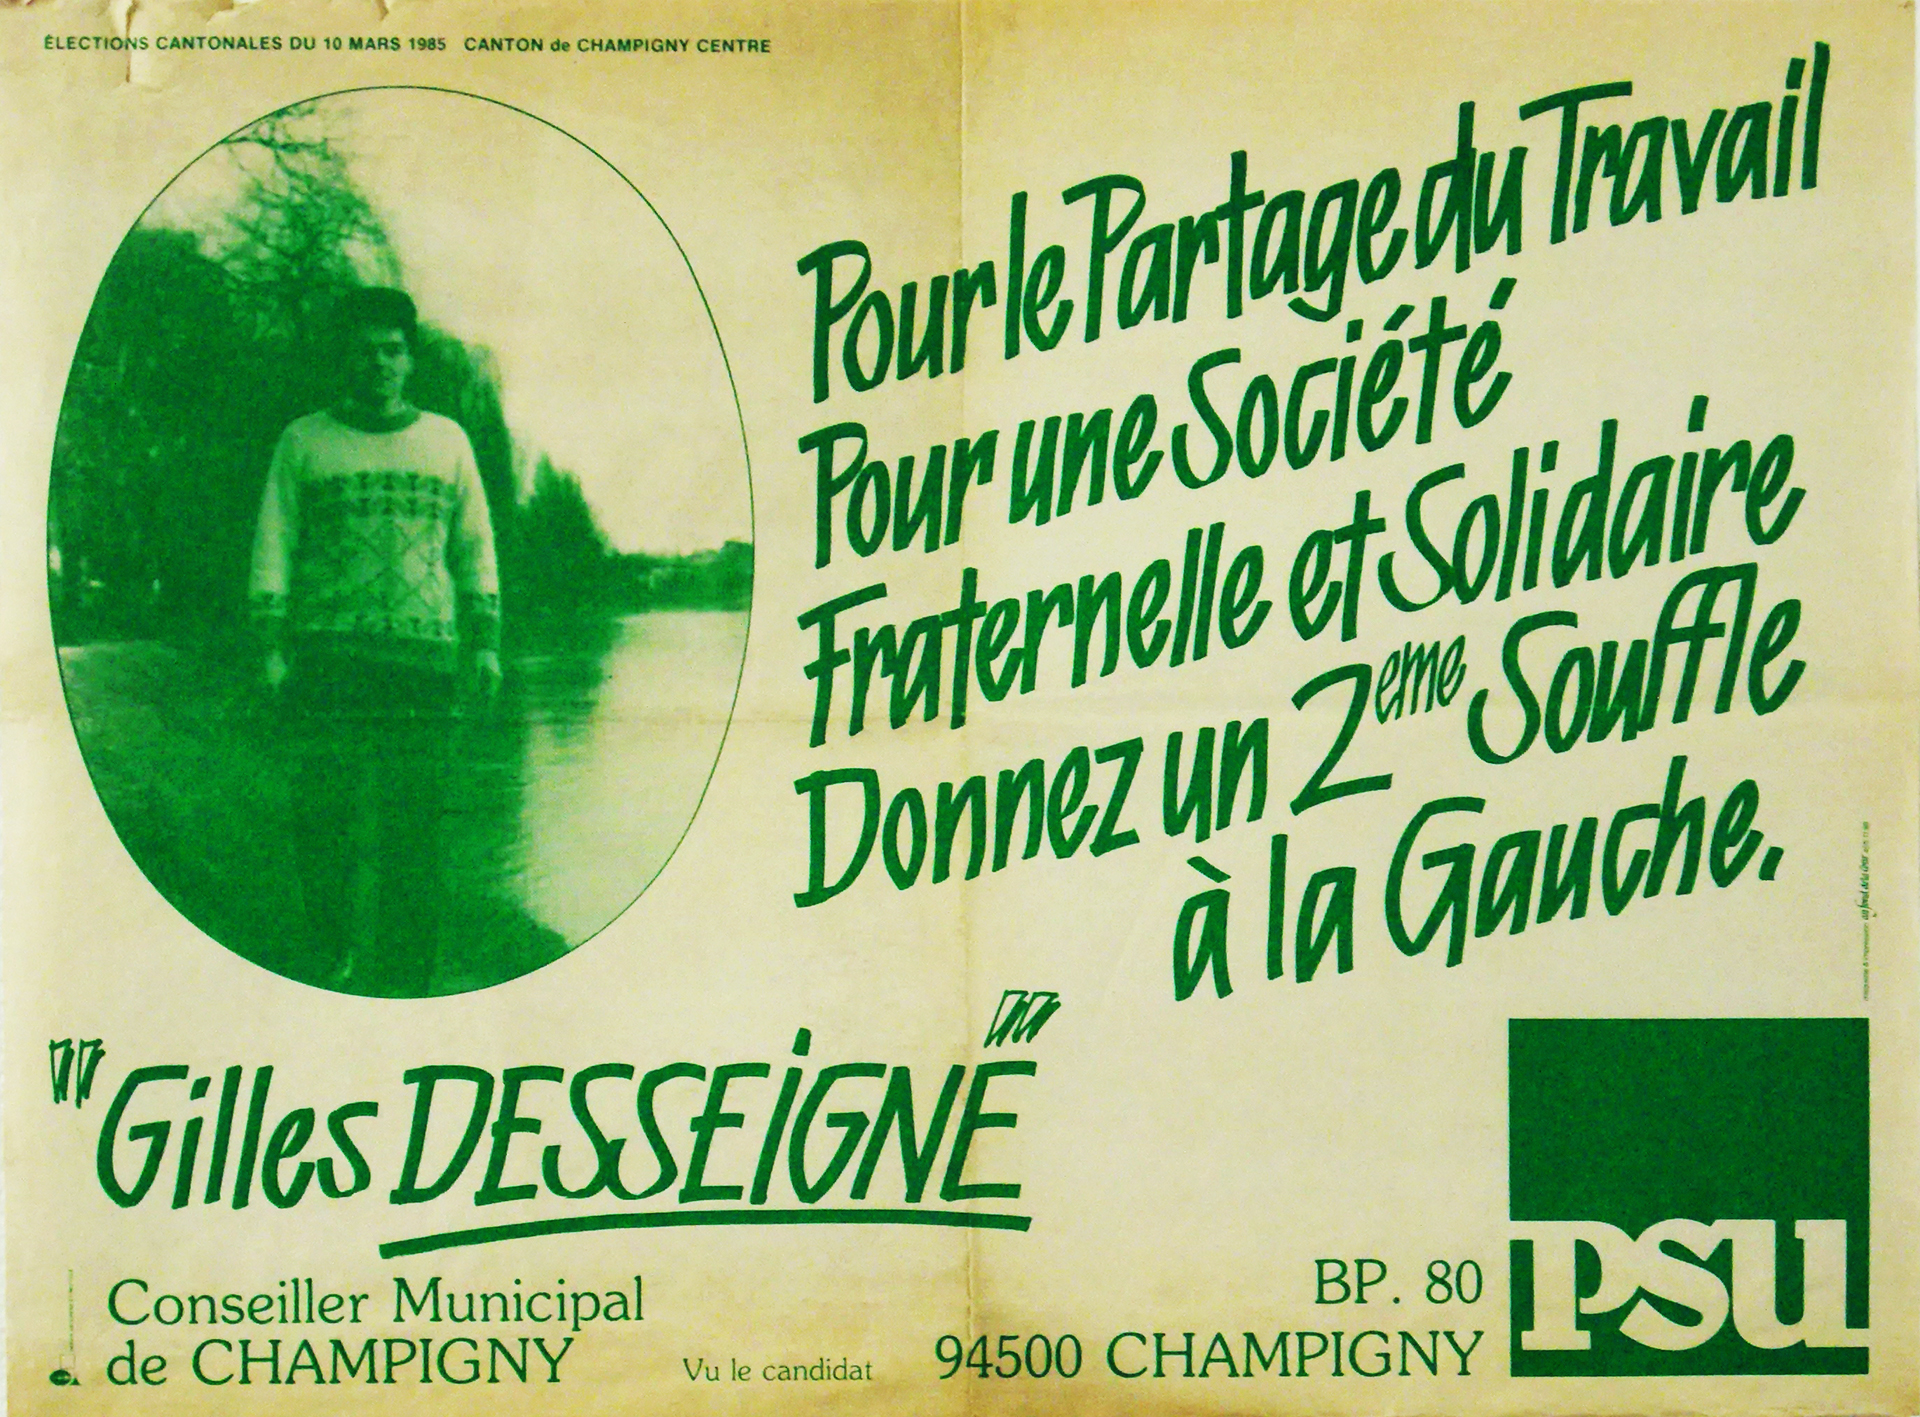 ÉLECTIONS CANTONALES DU 10 MARS 1985 CANTON de CHAMPIGNY CENTRE
Pour le Partage du Travail
Pour une Société
Fraternelle et Solidaire
Donnez un 2eme Souffle
à la Gauche.
"Gilles DESSEIGNE"
Conseiller Municipal
de CHAMPIGNY
Vu le candidat
BP. 80
94500 CHAMPIGNY
psu